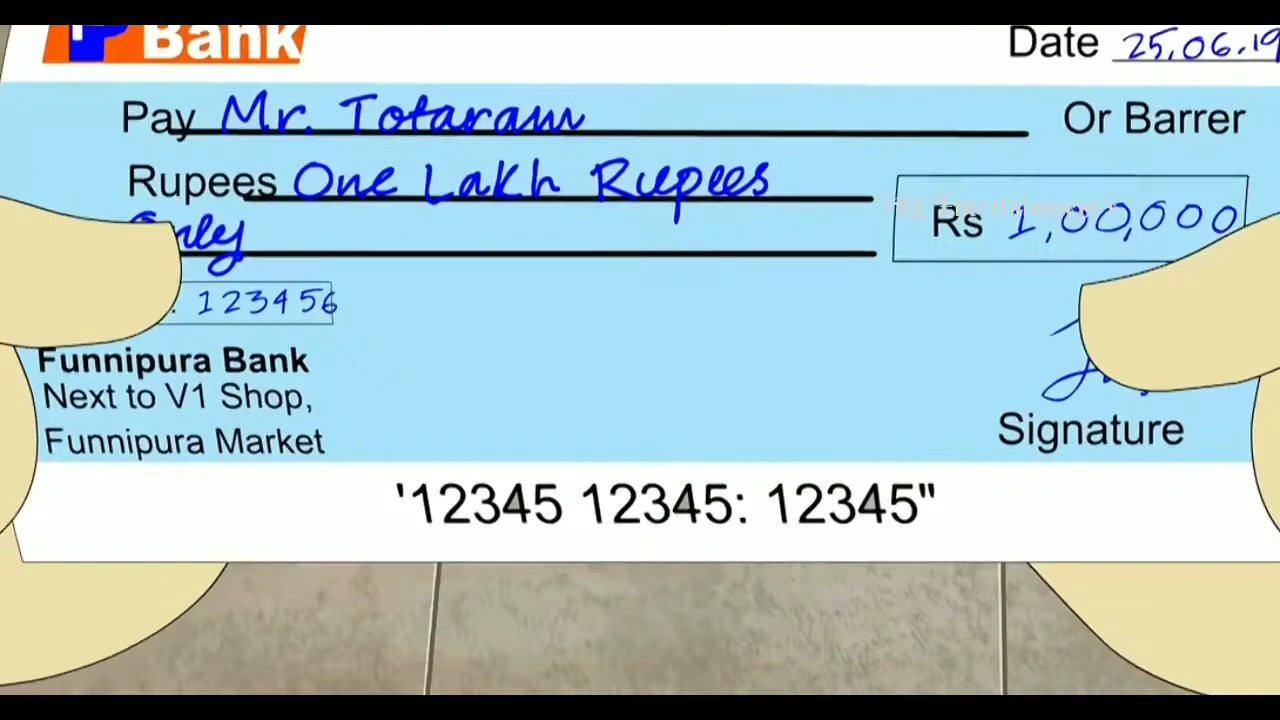 Bank
Date 25.06.19
Pay Mr. Totaram Or Barrer
Rupees One Lakh Rupees
Only
Rs 1,00,000
123456
Funnipura Bank
Next to V1 Shop,
Funnipura Market
Signature
'12345 12345: 12345"